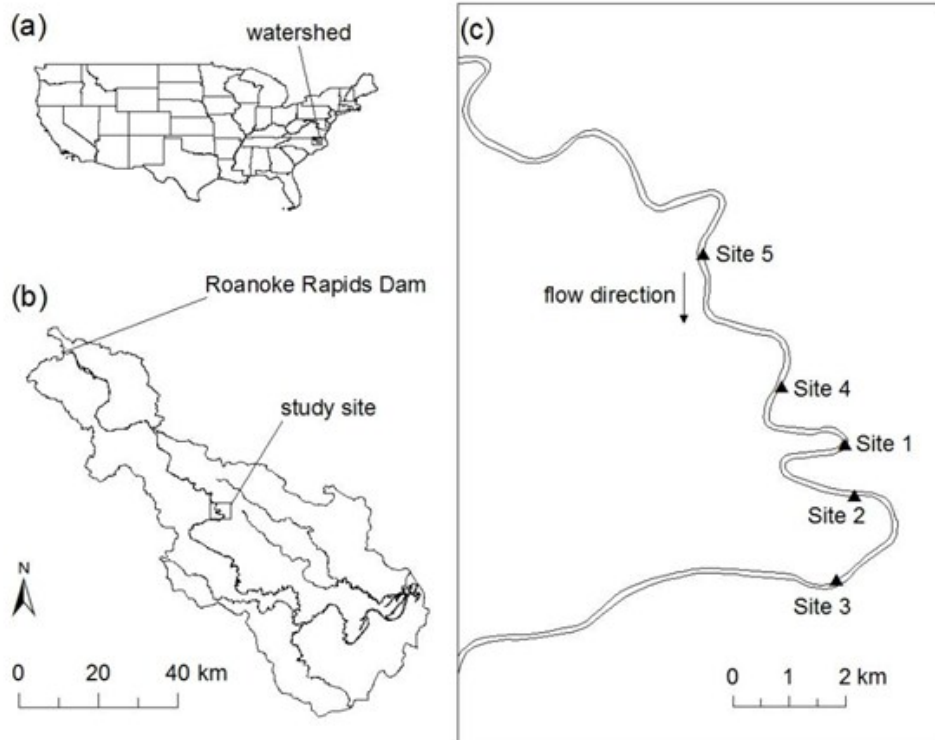 (a)
watershed
(b)
Roanoke Rapids Dam
study site
N
0 20 40 km
(c)
Site 5
flow direction
Site 4
Site 1
Site 2
Site 3
0 1 2 km